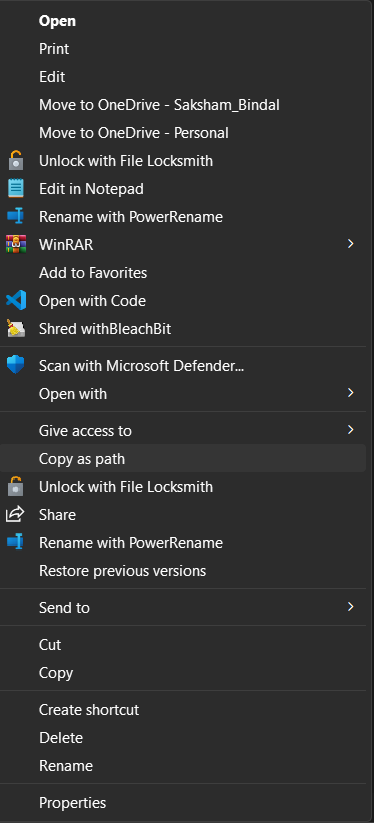 Open
Print
Edit
Move to OneDrive - Saksham_Bindal
Move to OneDrive - Personal
Unlock with File Locksmith
Edit in Notepad
Rename with PowerRename
WinRAR
Add to Favorites
Open with Code
Shred withBleachBit
Scan with Microsoft Defender...
Open with
Give access to
Copy as path
Unlock with File Locksmith
Share
Rename with PowerRename
Restore previous versions
Send to
Cut
Copy
Create shortcut
Delete
Rename
Properties